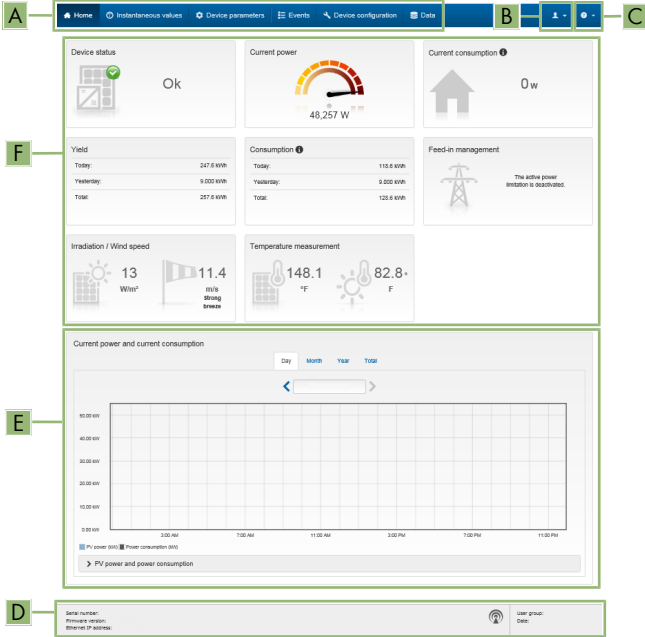 A
Home Instantaneous values Device parameters Events Device configuration Data
B
C
Device status
Ok
Current power
48,257 W
Current consumption
0 W
F
Yield
Today: 247.6 kWh
Yesterday: 9.000 kWh
Total: 257.6 kWh
Consumption
Today: 118.6 kWh
Yesterday: 9.000 kWh
Total: 128.6 kWh
Feed-in management
The active power
limitation is deactivated.
Irradiation / Wind speed
13
W/m²
11.4
m/s
strong
breeze
Temperature measurement
148.1
°F
82.8°
F
E
Current power and current consumption
Day Month Year Total
50.00 kW
40.00 kW
30.00 kW
20.00 kW
10.00 kW
0.00 kW
3:00 AM 7:00 AM 11:00 AM 3:00 PM 7:00 PM 11:00 PM
PV power (kW) Power consumption (kW)
PV power and power consumption
D
Serial number:
Firmware version:
Ethernet IP address:
User group:
Date: